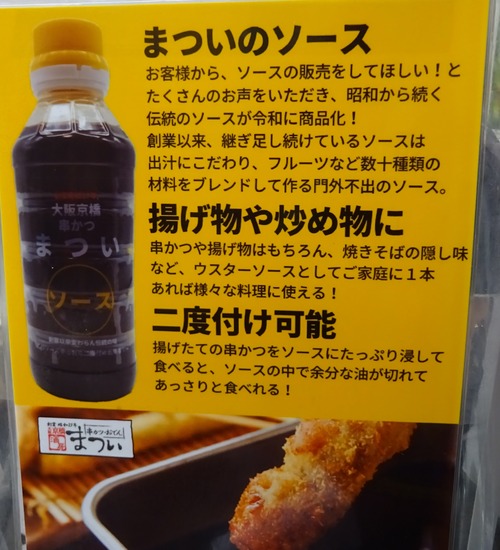 まついのソース
お客様から、ソースの販売をしてほしい！と
たくさんのお声をいただき、昭和から続く
伝統のソースが令和に商品化！
創業以来、継ぎ足し続けているソースは
出汁にこだわり、フルーツなど数十種類の
材料をブレンドして作る門外不出のソース。
揚げ物や炒め物に
串かつや揚げ物はもちろん、焼きそばの隠し味
など、ウスターソースとしてご家庭に１本
あれば様々な料理に使える！
二度付け可能
揚げたての串かつをソースにたっぷり浸して
食べると、ソースの中で余分な油が切れて
あっさりと食べれる！
大阪京橋
串かつ
まつい
ソース
京橋
まつい
串かつ・おでん